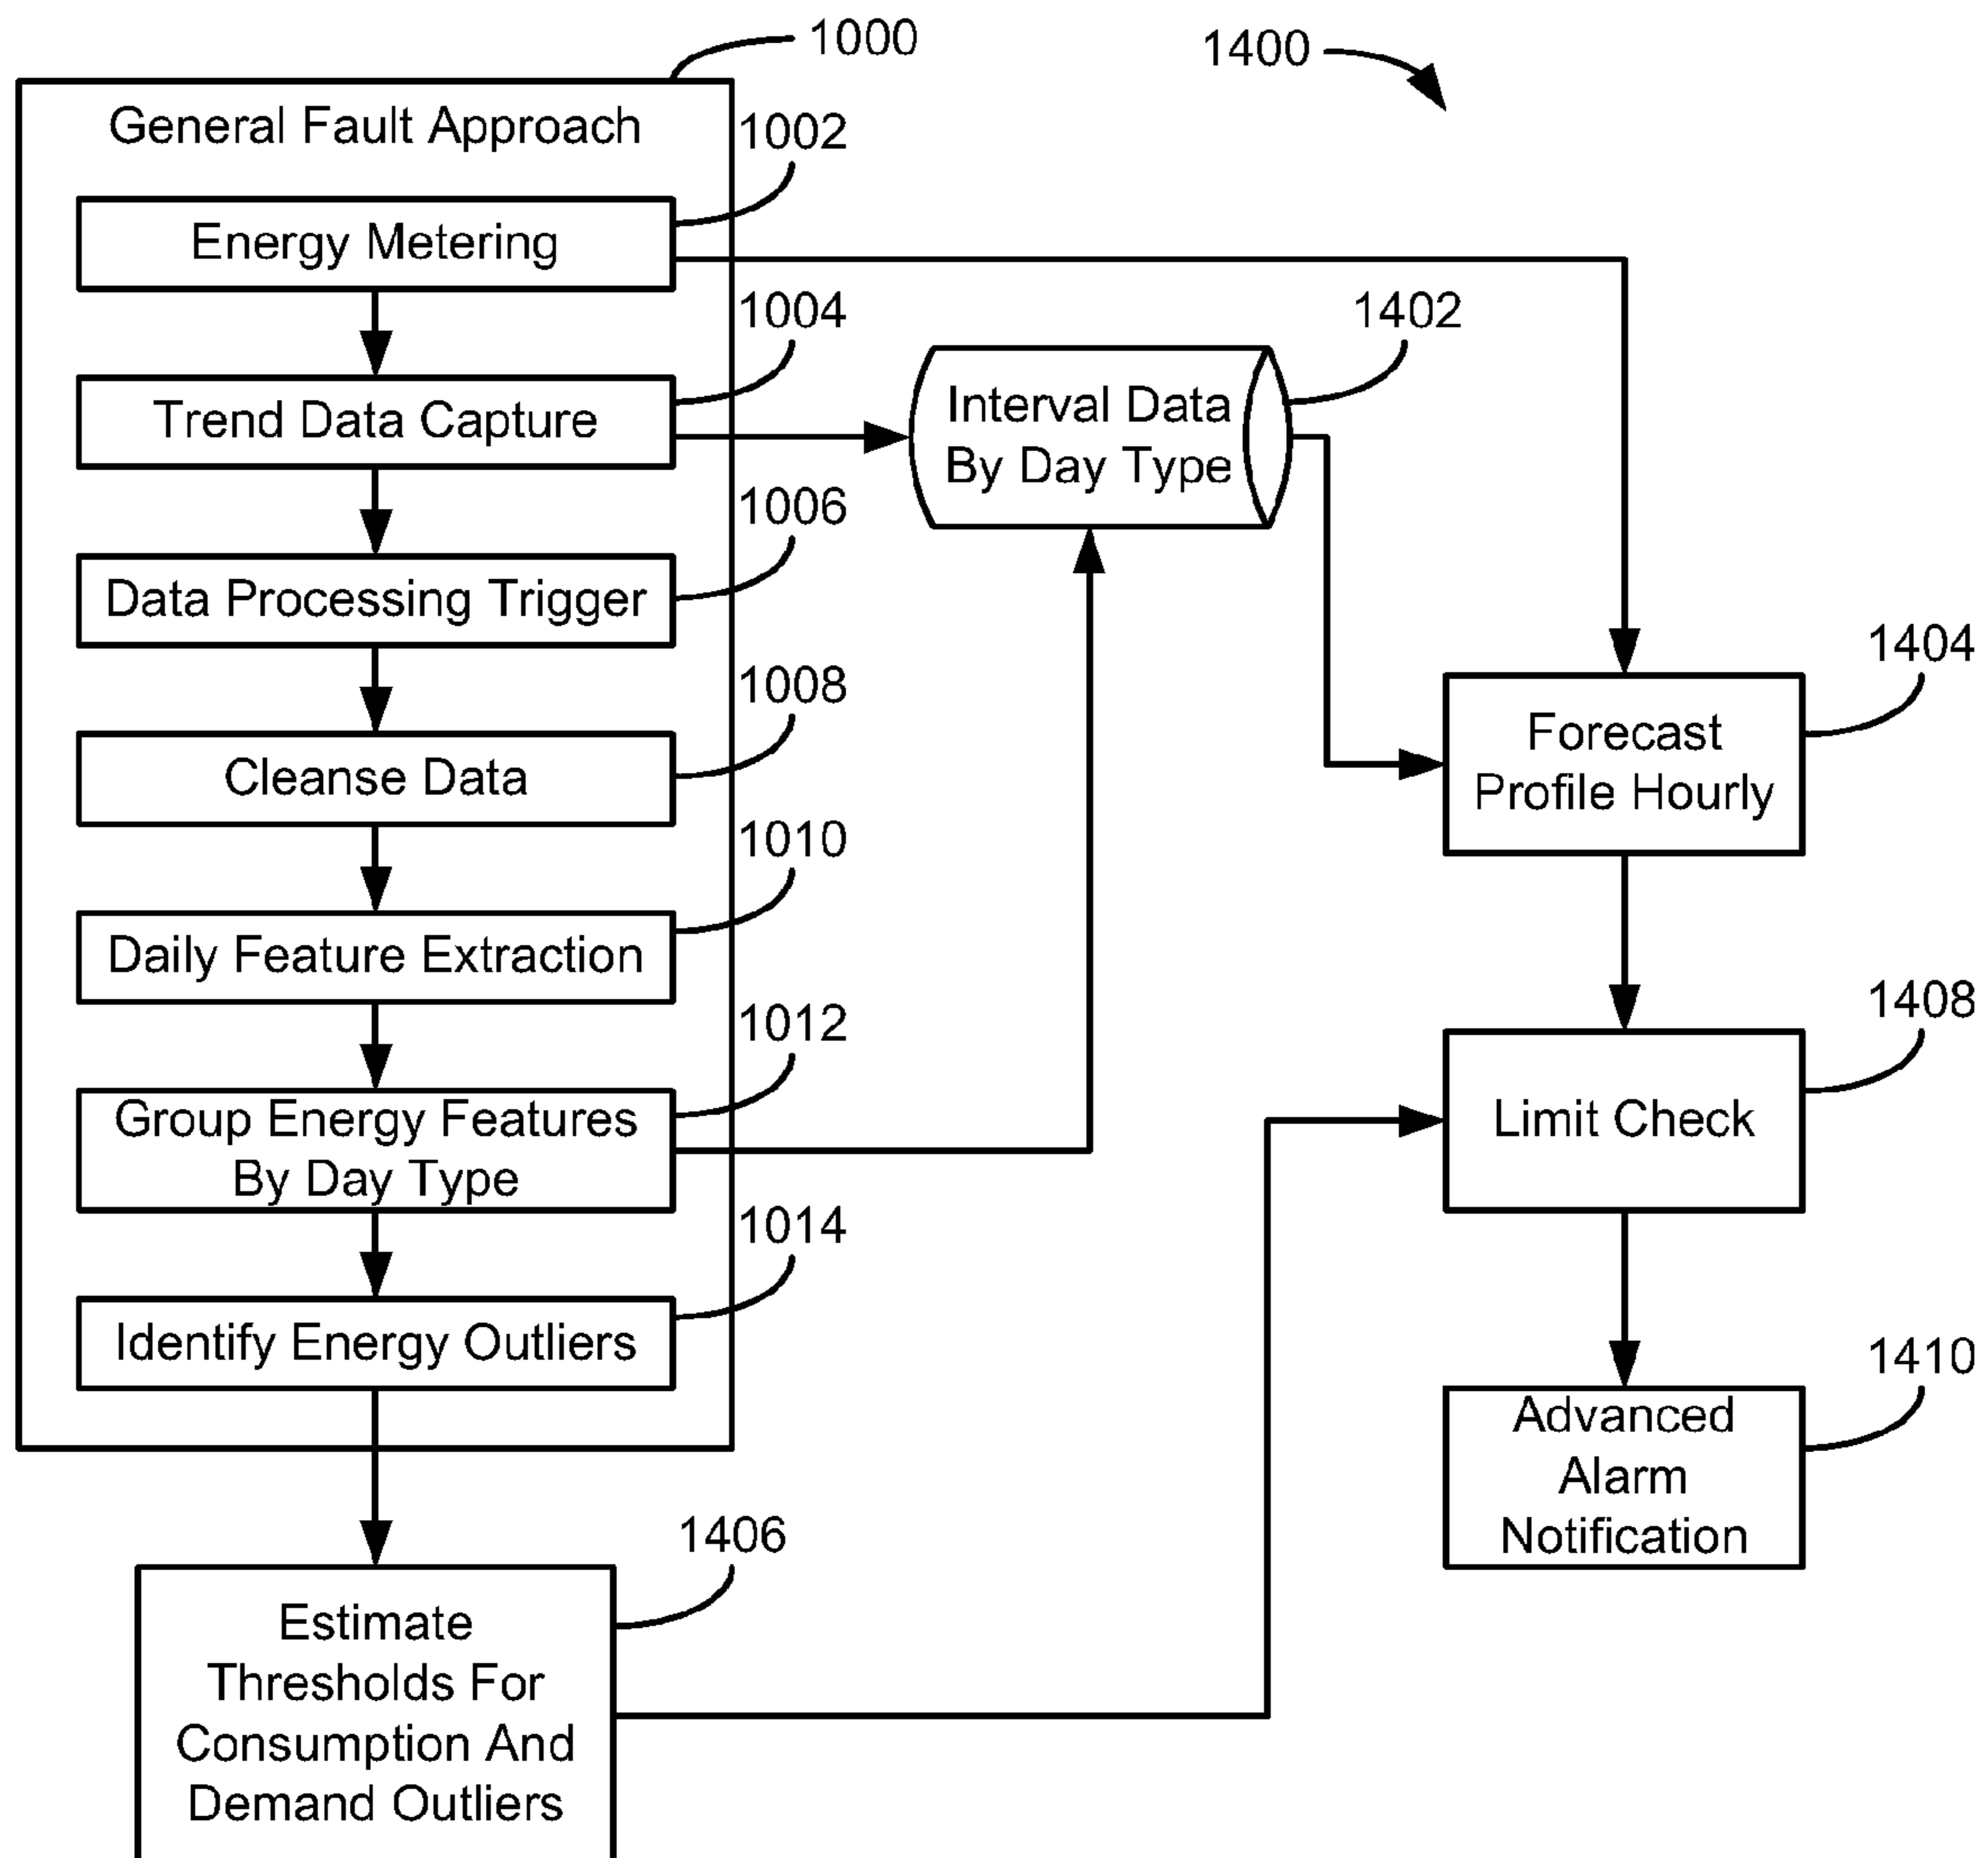 1000
1400
General Fault Approach
1002
Energy Metering
1004
1402
Trend Data Capture
Interval Data
By Day Type
1006
Data Processing Trigger
1404
1008
Forecast
Profile Hourly
Cleanse Data
1010
Daily Feature Extraction
1012
1408
Group Energy Features
By Day Type
Limit Check
1014
Identify Energy Outliers
1410
Advanced
Alarm
Notification
1406
Estimate
Thresholds For
Consumption And
Demand Outliers